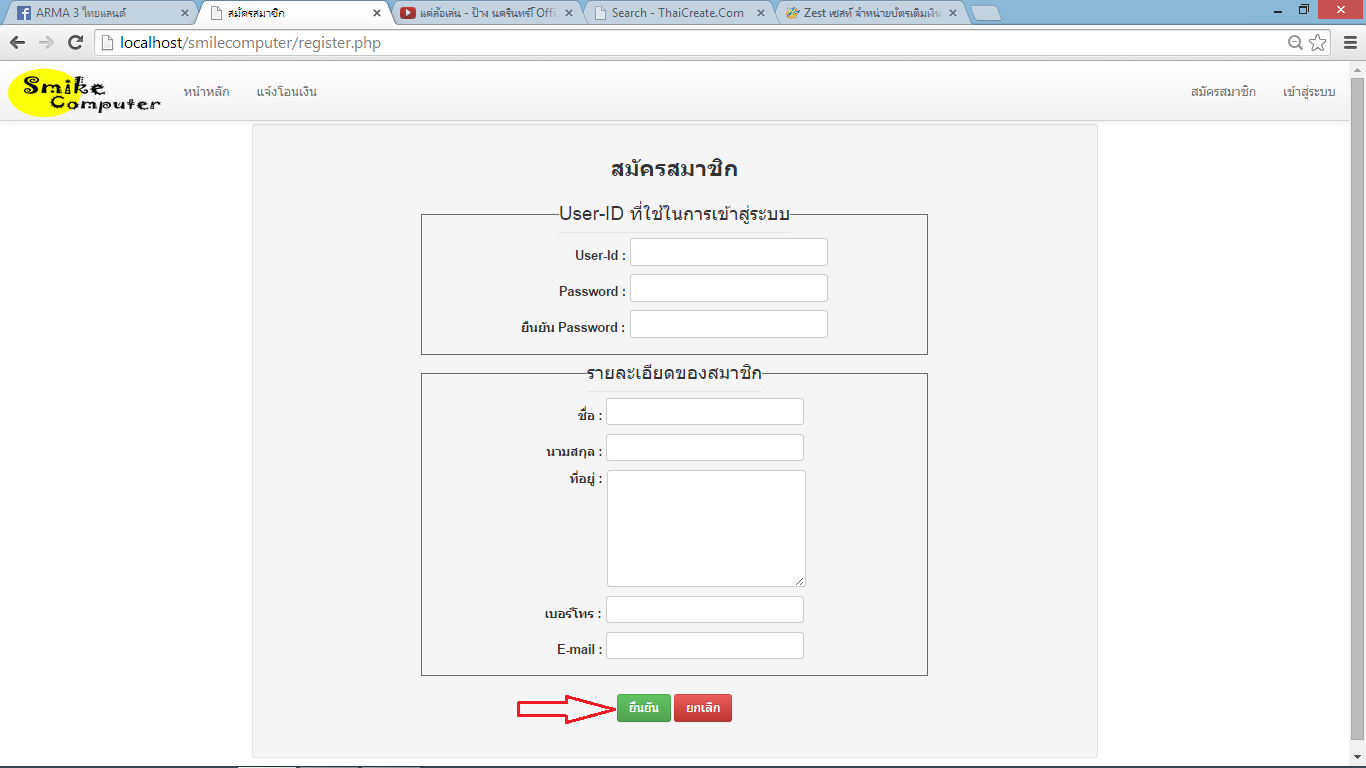 ARMA 3 ไทยแลนด์
สมัครสมาชิก
แค่ล้อเล่น - ป้าง นครินทร์ [Offi
Search - ThaiCreate.Com
Zest เซสท์ จำหน่ายบัตรเติมเงิน
localhost/smilecomputer/register.php
Smike Computer
หน้าหลัก
แจ้งโอนเงิน
สมัครสมาชิก
เข้าสู่ระบบ
สมัครสมาชิก
User-ID ที่ใช้ในการเข้าสู่ระบบ
User-Id :
Password :
ยืนยัน Password :
รายละเอียดของสมาชิก
ชื่อ :
นามสกุล :
ที่อยู่ :
เบอร์โทร :
E-mail :
ยืนยัน
ยกเลิก